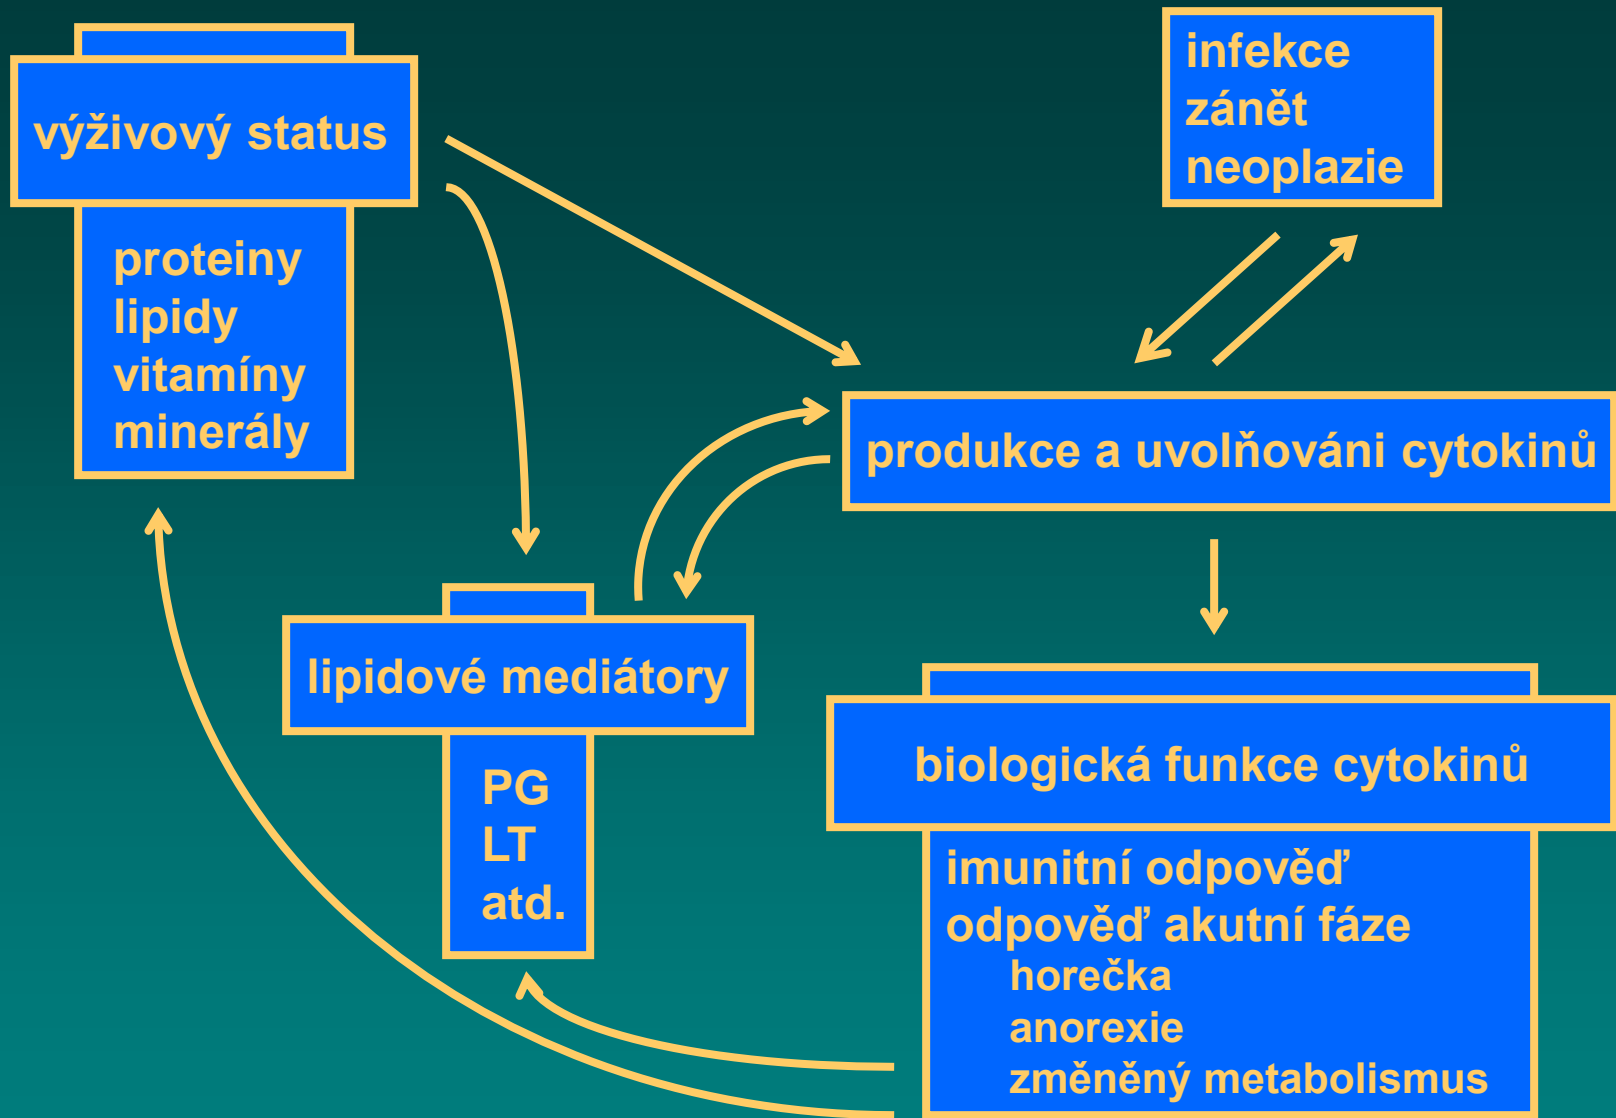 výživový status
proteiny
lipidy
vitamíny
minerály
infekce
zánět
neoplazie
produkce a uvolňováni cytokinů
lipidové mediátory
PG
LT
atd.
biologická funkce cytokinů
imunitní odpověď
odpověď akutní fáze
horečka
anorexie
změněný metabolismus